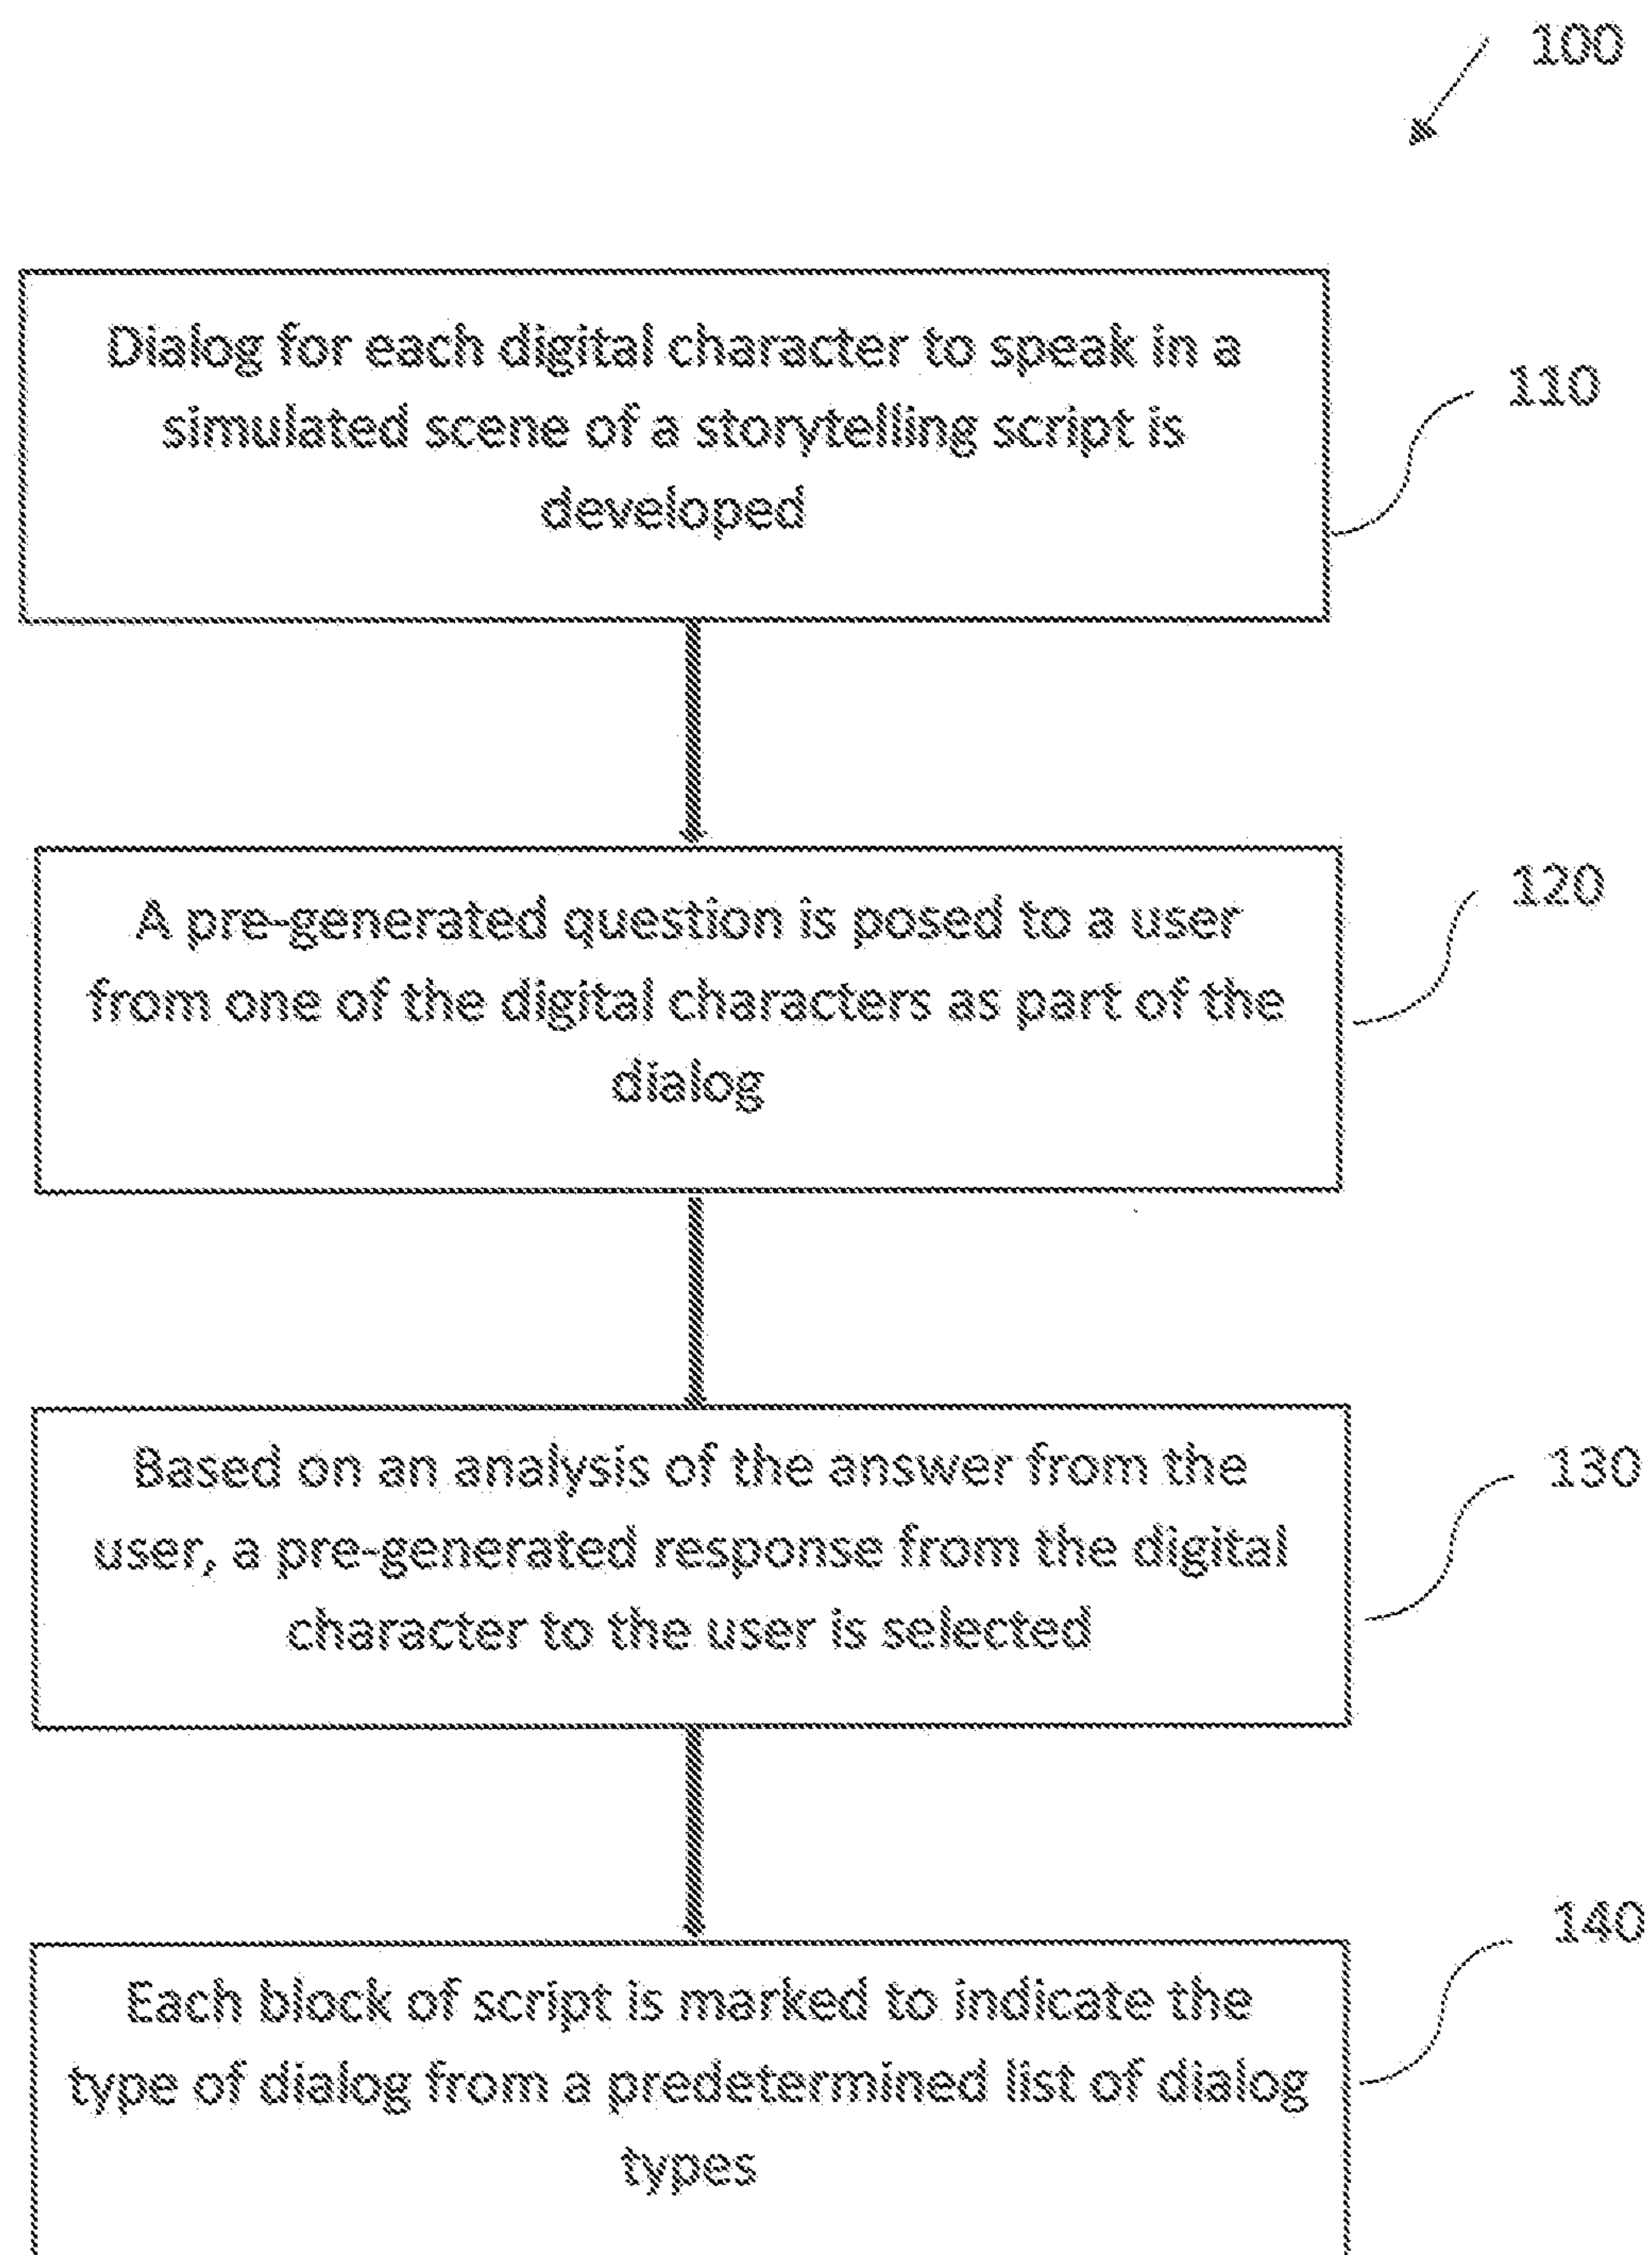 100
Dialog for each digital character to speak in a
simulated scene of a storytelling script is
developed
110
A pre-generated question is posed to a user
from one of the digital characters as part of the
dialog
120
Based on an analysis of the answer from the
user, a pre-generated response from the digital
character to the user is selected
130
Each block of script is marked to indicate the
type of dialog from a predetermined list of dialog
types
140